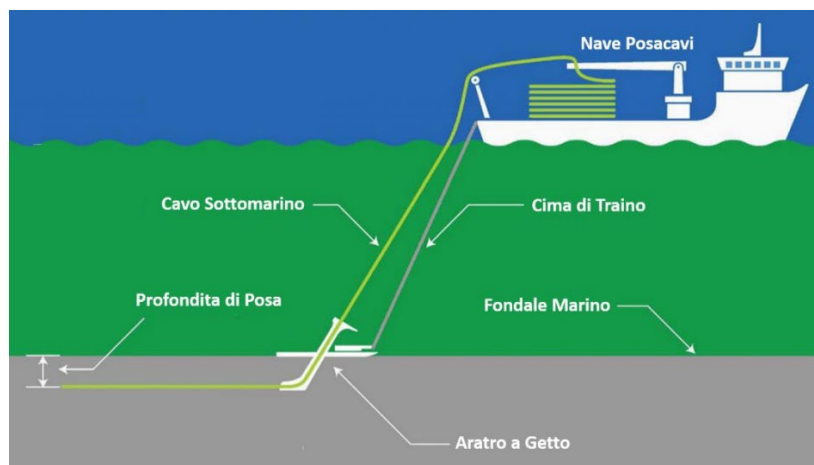 Nave Posacavi
Cavo Sottomarino
Cima di Traino
Profondita di Posa
Fondale Marino
Aratro a Getto